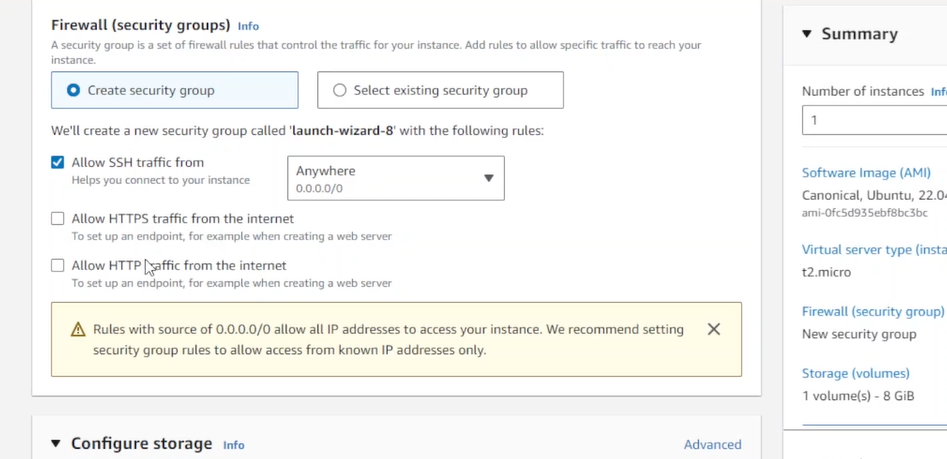 Firewall (security groups) Info
A security group is a set of firewall rules that control the traffic for your instance. Add rules to allow specific traffic to reach your
instance.
Create security group
Select existing security group
We'll create a new security group called 'launch-wizard-8' with the following rules:
Allow SSH traffic from
Helps you connect to your instance
Anywhere
0.0.0.0/0
Allow HTTPS traffic from the internet
To set up an endpoint, for example when creating a web server
Allow HTTP traffic from the internet
To set up an endpoint, for example when creating a web server
Rules with source of 0.0.0.0/0 allow all IP addresses to access your instance. We recommend setting
security group rules to allow access from known IP addresses only.
Configure storage Info
Advanced
Summary
Number of instances
1
Software Image (AMI)
Canonical, Ubuntu,
ami-0fc5d935ebf8bc3bc
Virtual server type
t2.micro
Firewall (security group)
New security group
Storage (volumes)
1 volume(s) - 8 GiB